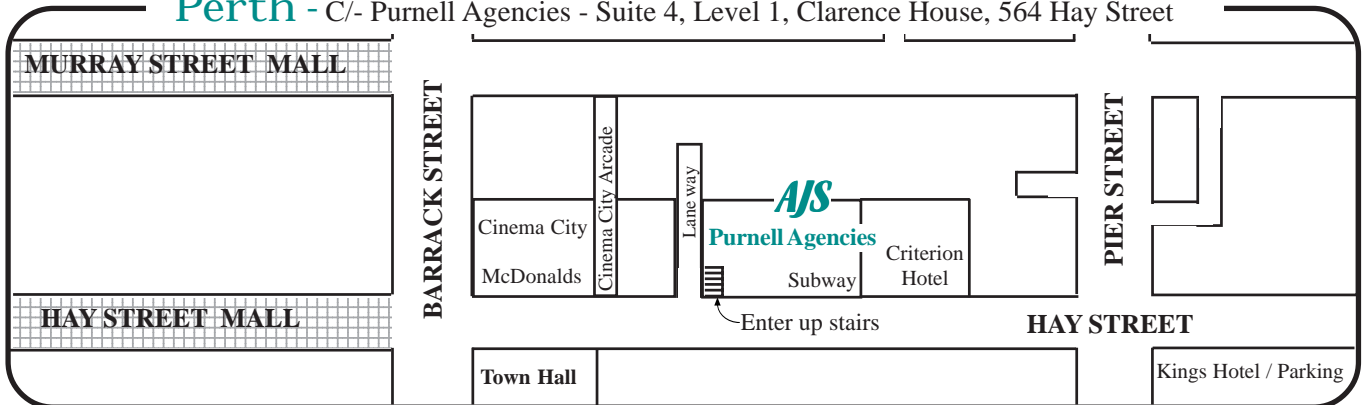 Perth - C/- Purnell Agencies - Suite 4, Level 1, Clarence House, 564 Hay Street
MURRAY STREET MALL
BARRACK STREET
Cinema City Arcade
Lane way
PIER STREET
AJS
Purnell Agencies
Cinema City
McDonalds
Subway
Criterion
Hotel
HAY STREET MALL
Enter up stairs
HAY STREET
Town Hall
Kings Hotel / Parking